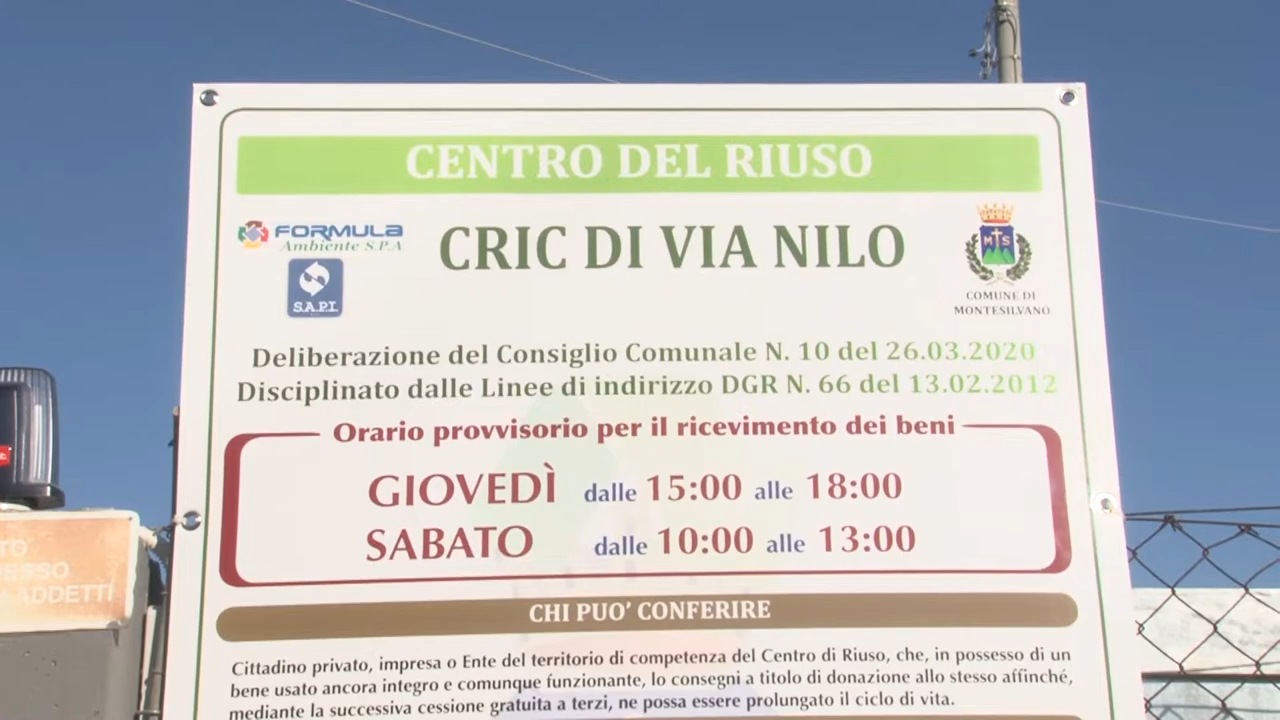 CENTRO DEL RIUSO
FORMULA
Ambiente S.P.A
CRIC DI VIA NILO
M S
S.A.P.I.
COMUNE DI
MONTESILVANO
Deliberazione del Consiglio Comunale N. 10 del 26.03.2020
Disciplinato dalle Linee di indirizzo DGR N. 66 del 13.02.2012
Orario provvisorio per il ricevimento dei beni
GIOVEDÌ dalle 15:00 alle 18:00
SABATO dalle 10:00 alle 13:00
CHI PUO' CONFERIRE
Cittadino privato, impresa o Ente del territorio di competenza del Centro di Riuso, che, in possesso di un
bene usato ancora integro e comunque funzionante, lo consegni a titolo di donazione allo stesso affinché,
mediante la successiva cessione gratuita a terzi, ne possa essere prolungato il ciclo di vita.
ADDETTI